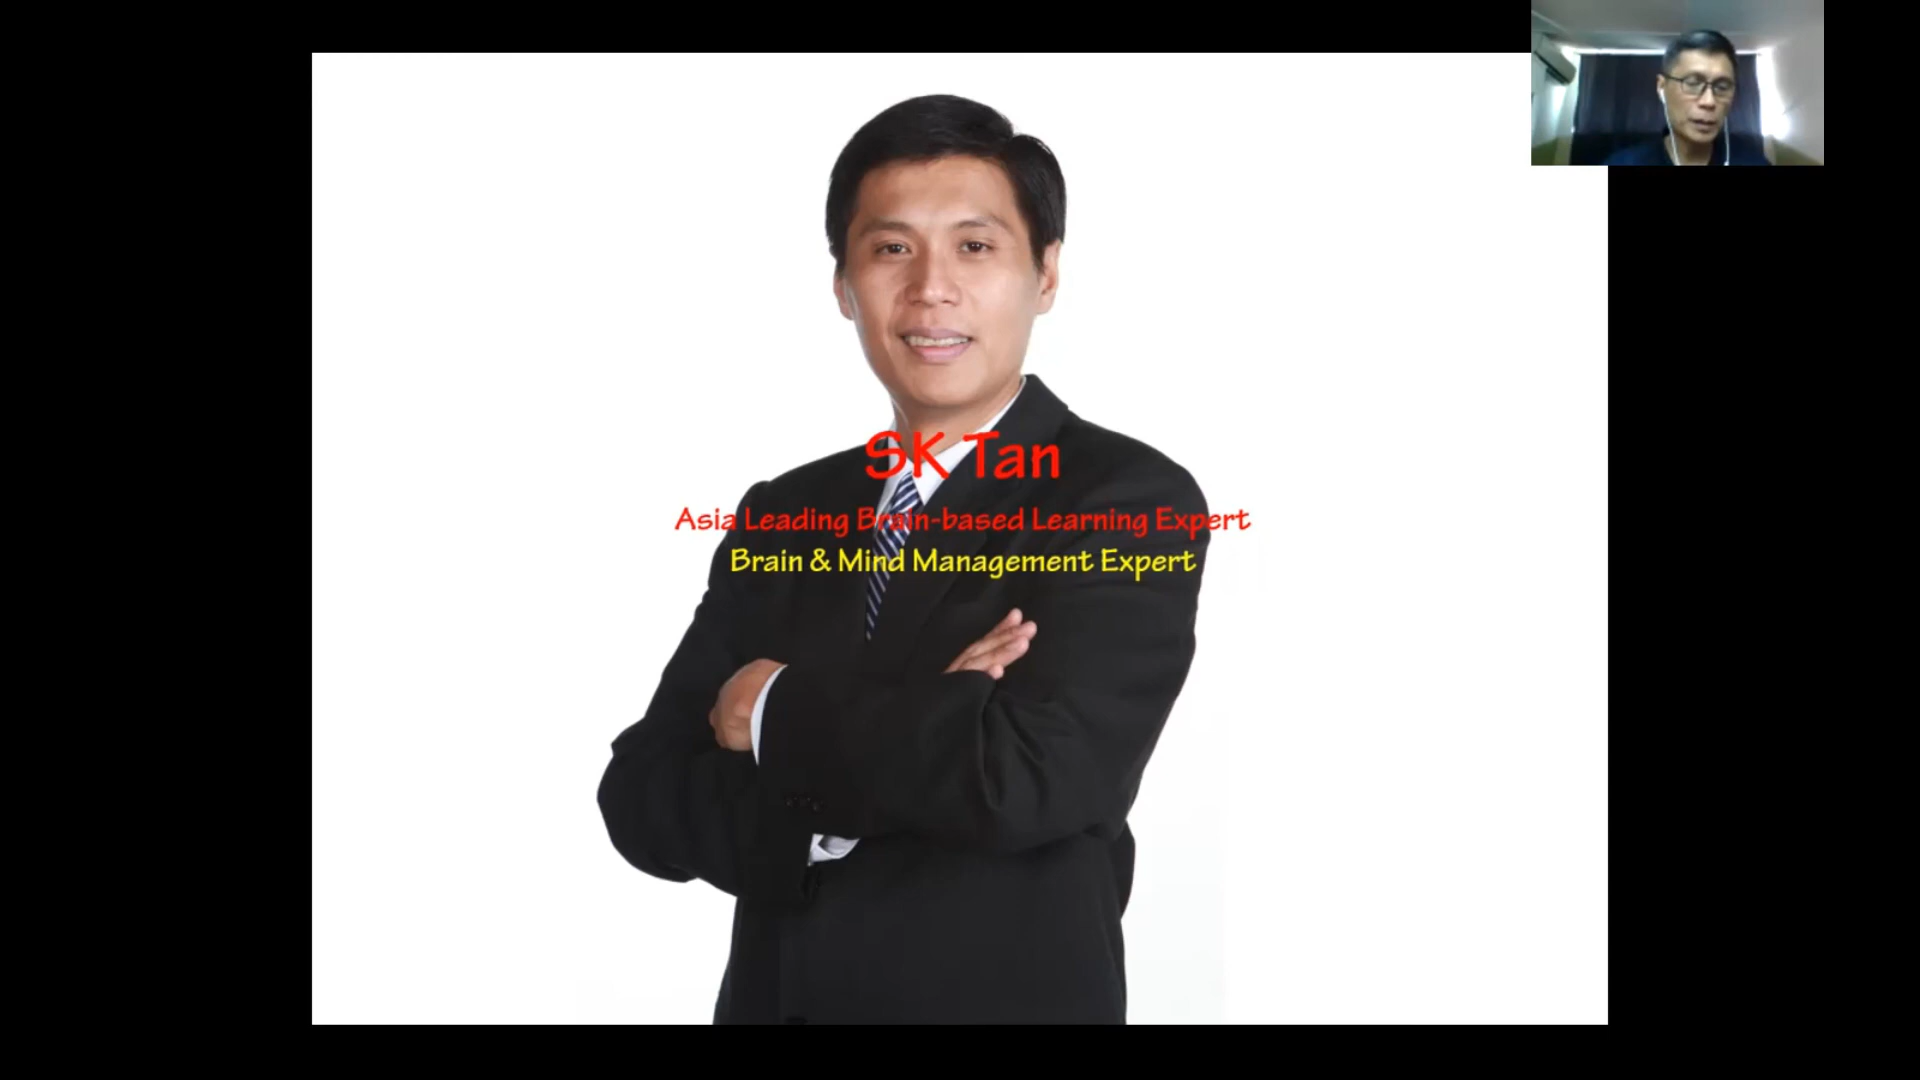 SK Tan
Asia Leading Brain-based Learning Expert
Brain & Mind Management Expert